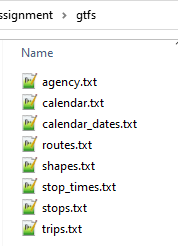 ssignment > gtfs
Name
agency.txt
calendar.txt
calendar_dates.txt
routes.txt
shapes.txt
stop_times.txt
stops.txt
trips.txt